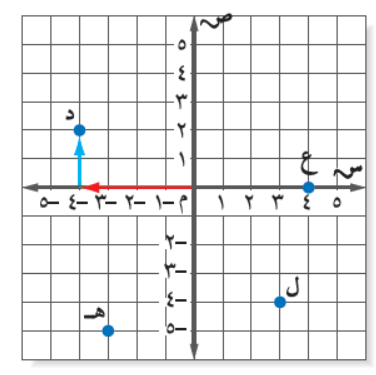 ص
٥
٤
٣
د
٢
١
ع
س
–٥ –٤ –٣ –٢ –١ م ١ ٢ ٣ ٤ ٥
–٢
–٣
ل
–٤
هـ
–٥